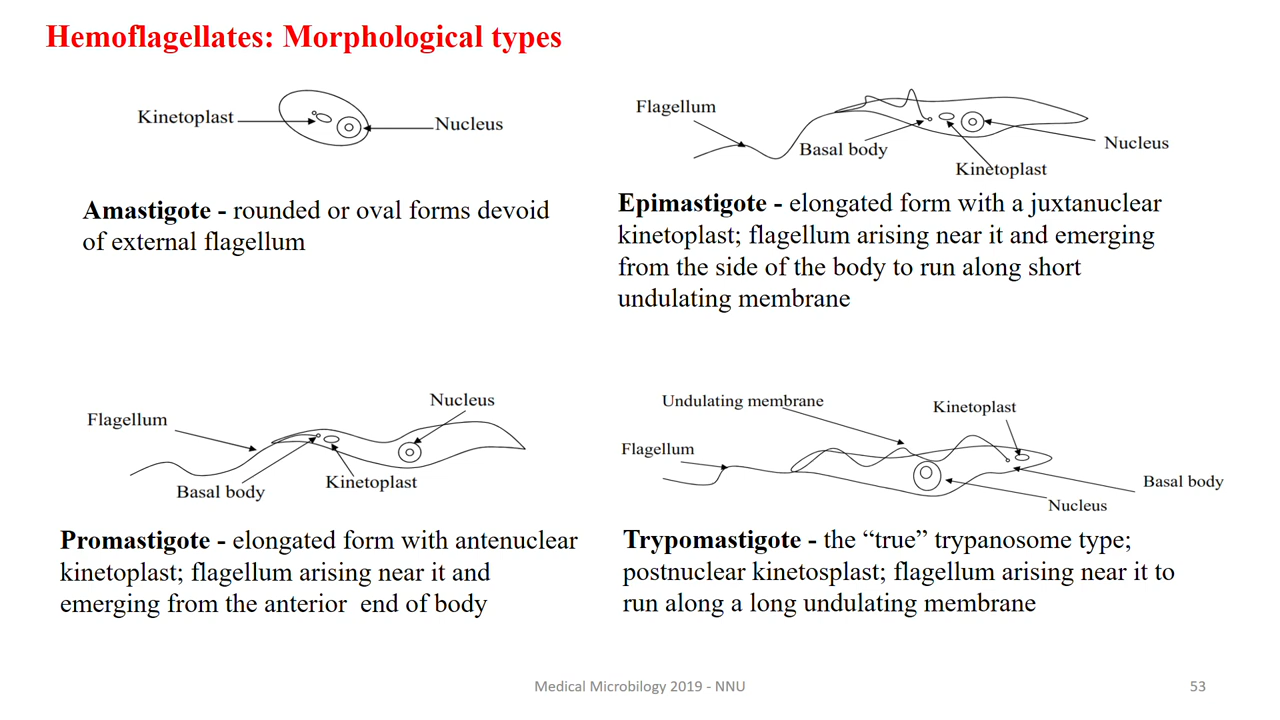 Hemoflagellates: Morphological types
Kinetoplast
Nucleus
Amastigote - rounded or oval forms devoid
of external flagellum
Flagellum
Basal body
Nucleus
Kinetoplast
Epimastigote - elongated form with a juxtanuclear
kinetoplast; flagellum arising near it and emerging
from the side of the body to run along short
undulating membrane
Nucleus
Flagellum
Kinetoplast
Basal body
Promastigote - elongated form with antenuclear
kinetoplast; flagellum arising near it and
emerging from the anterior end of body
Undulating membrane
Kinetoplast
Flagellum
Basal body
Nucleus
Trypomastigote - the “true” trypanosome type;
postnuclear kinetosplast; flagellum arising near it to
run along a long undulating membrane
Medical Microbilogy 2019 - NNU
53